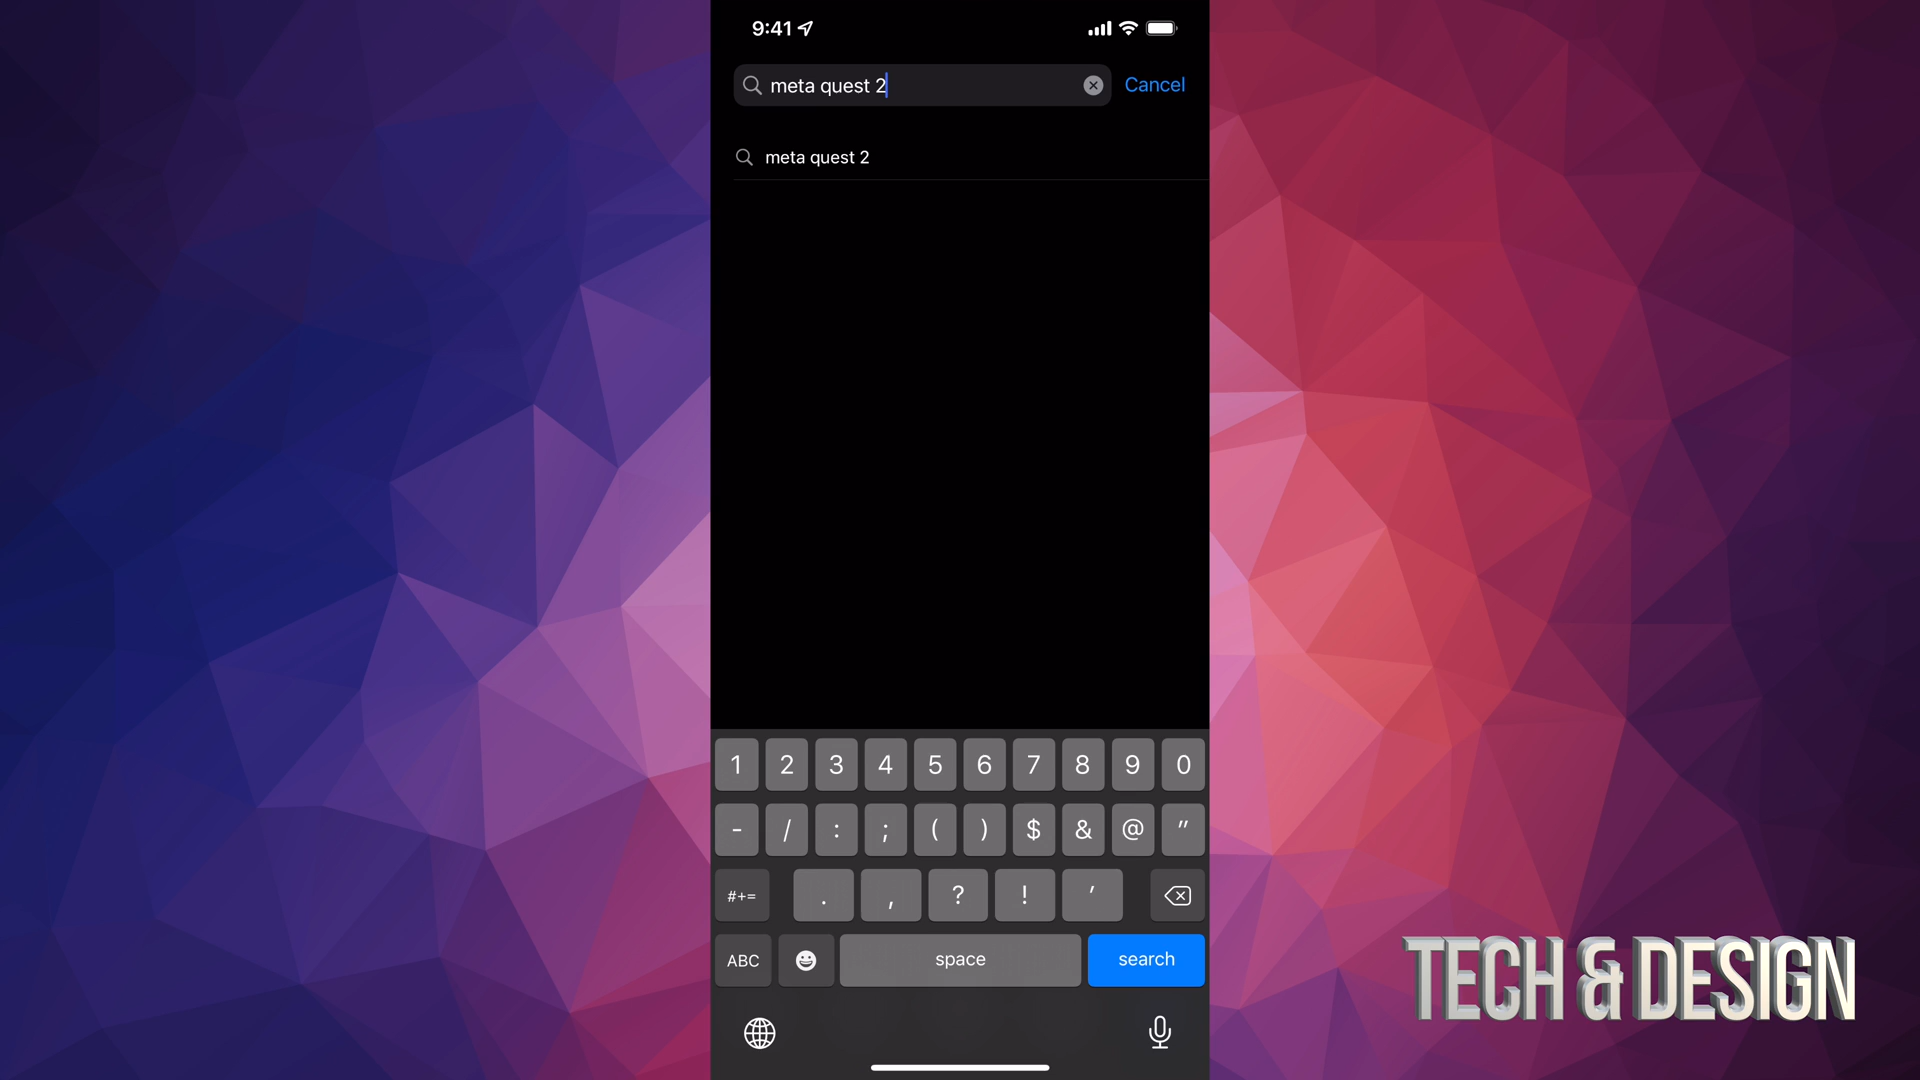 9:41
meta quest 2
Cancel
meta quest 2
1 2 3 4 5 6 7 8 9 0
- / : ; ( ) $ & @ "
#+= . , ? ! '
ABC space search
TECH & DESIGN